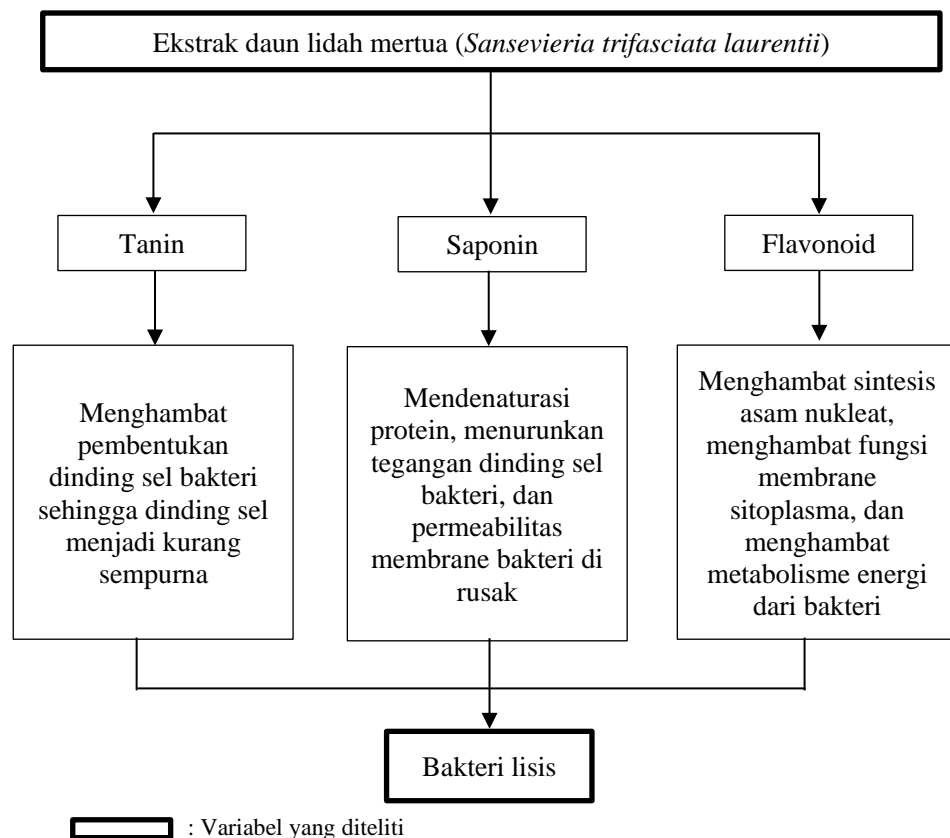 Ekstrak daun lidah mertua (Sansevieria trifasciata laurentii)
Tanin
Saponin
Flavonoid
Menghambat
pembentukan
dinding sel bakteri
sehingga dinding sel
menjadi kurang
sempurna
Mendenaturasi
protein, menurunkan
tegangan dinding sel
bakteri, dan
permeabilitas
membrane bakteri di
rusak
Menghambat sintesis
asam nukleat,
menghambat fungsi
membrane
sitoplasma, dan
menghambat
metabolisme energi
dari bakteri
Bakteri lisis
: Variabel yang diteliti